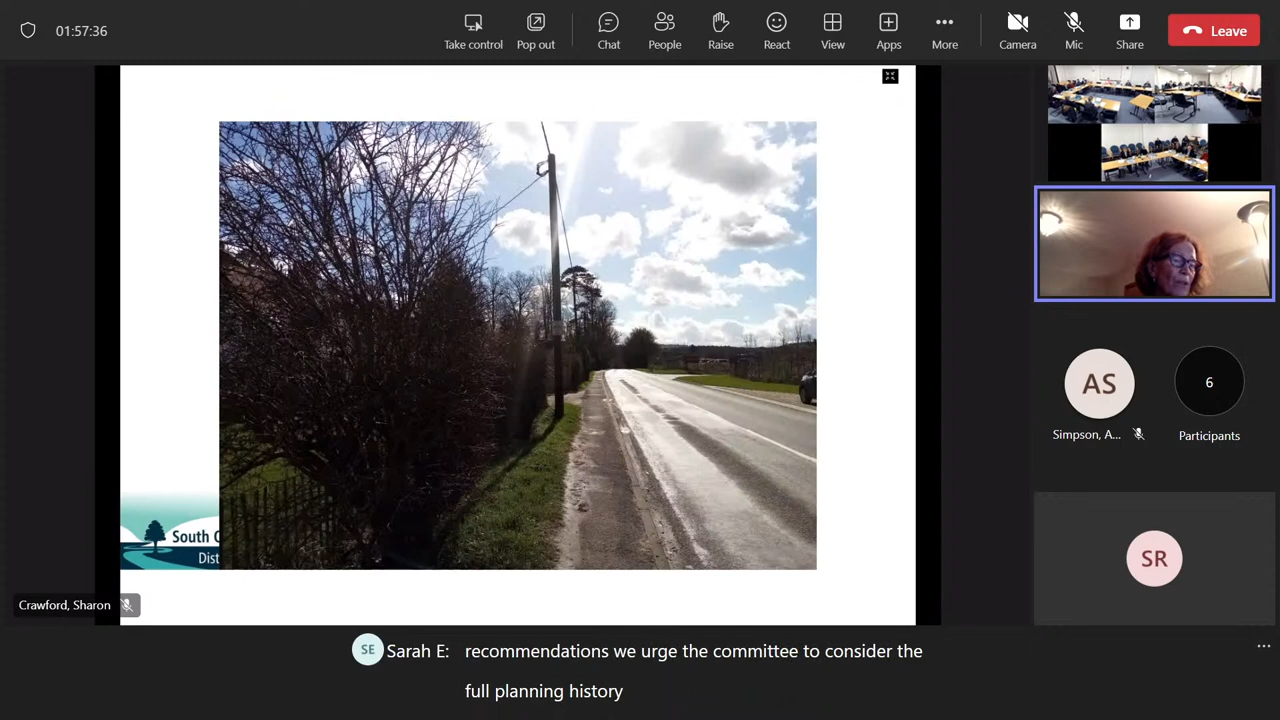 01:57:36
Take control
Pop out
Chat
People
Raise
React
View
Apps
More
Camera
Mic
Share
Leave
South
Dist
AS
Simpson, A...
6
Participants
SR
Crawford, Sharon
SE Sarah E: recommendations we urge the committee to consider the
full planning history